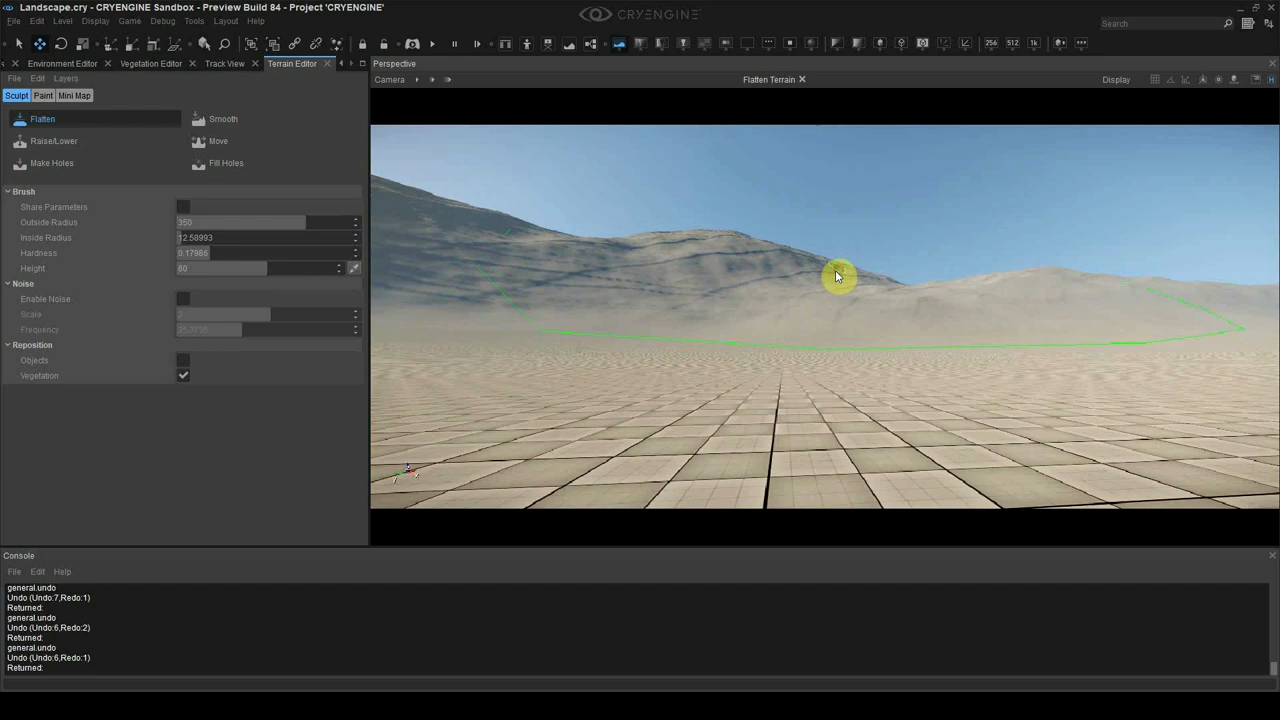 Landscape.cry - CRYENGINE Sandbox - Preview Build 84 - Project 'CRYENGINE'
CRYENGINE
File Edit Level Display Game Debug Tools Layout Help
Search
256 512 1k
Environment Editor Vegetation Editor Track View Terrain Editor
Perspective
File Edit Layers
Camera Flatten Terrain Display
Sculpt Paint Mini Map
Flatten Smooth
Raise/Lower Move
Make Holes Fill Holes
Brush
Share Parameters
Outside Radius 350
Inside Radius 12.58993
Hardness 0.17986
Height 80
Noise
Enable Noise
Scale
Frequency
Reposition
Objects
Vegetation
Console
File Edit Help
general.undo
Undo (Undo:7,Redo:1)
Returned:
general.undo
Undo (Undo:6,Redo:2)
Returned:
general.undo
Undo (Undo:6,Redo:1)
Returned: